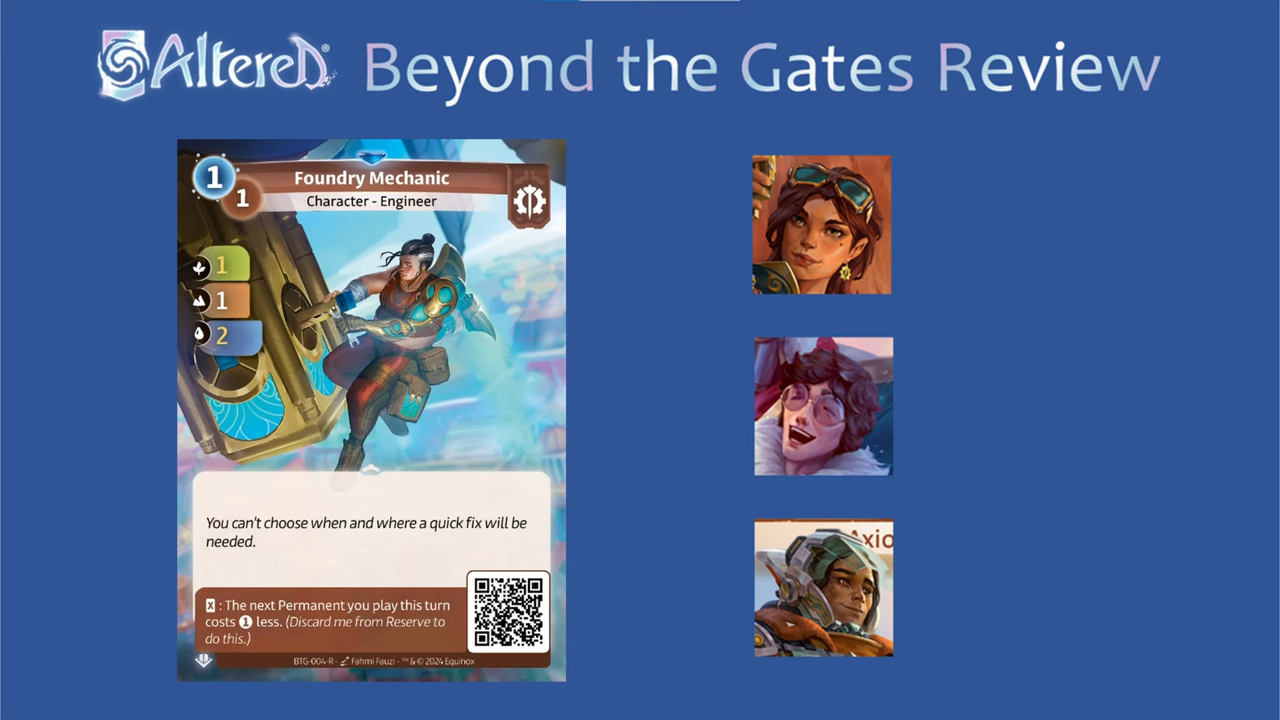 Altered® Beyond the Gates Review
1
1
Foundry Mechanic
Character - Engineer
1
1
2
You can't choose when and where a quick fix will be
needed.
X : The next Permanent you play this turn
costs 1 less. (Discard me from Reserve to
do this.)
BTG-004-R - Fahmi Fauzi - ™ & © 2024 Equinox
Axio